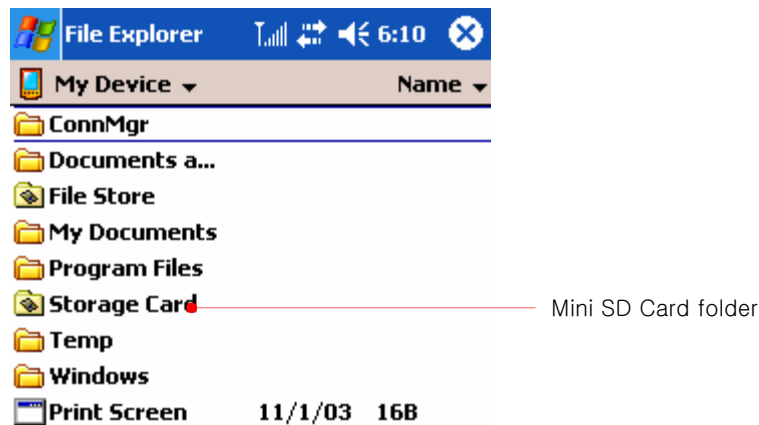 File Explorer 6:10
My Device Name
ConnMgr
Documents a...
File Store
My Documents
Program Files
Storage Card
Mini SD Card folder
Temp
Windows
Print Screen 11/1/03 16B